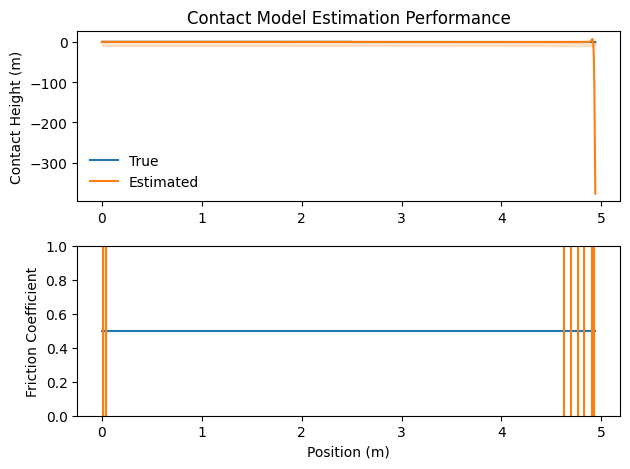 Contact Model Estimation Performance
Contact Height (m)
0
−100
−200
−300
True
Estimated
0 1 2 3 4 5
Friction Coefficient
1.0
0.8
0.6
0.4
0.2
0.0
0 1 2 3 4 5
Position (m)